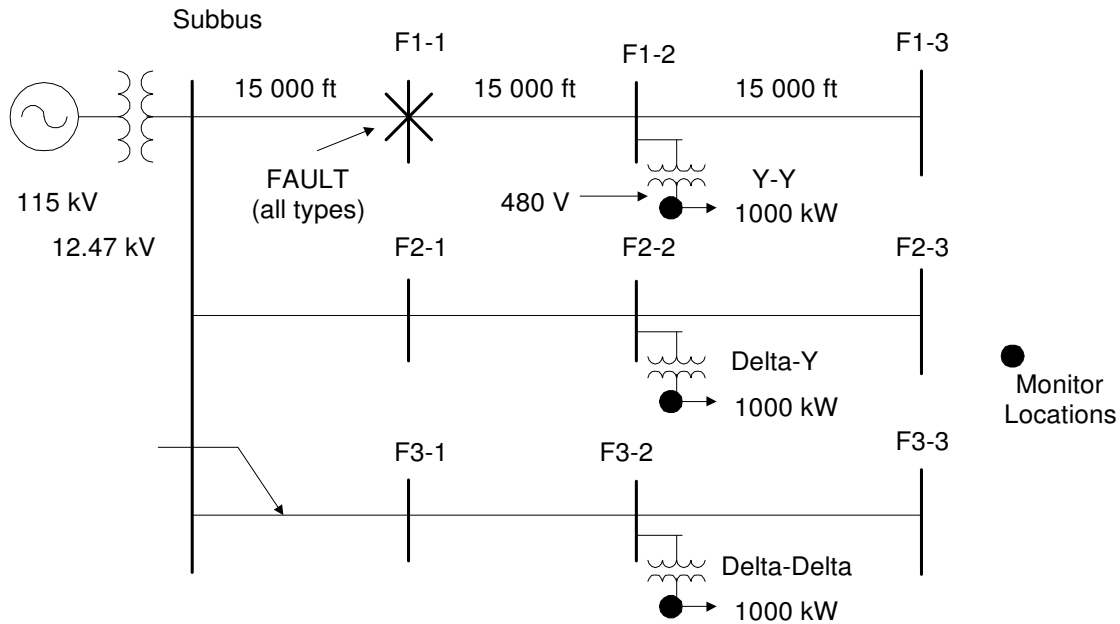 Subbus
F1-1
F1-2
F1-3
15 000 ft
15 000 ft
15 000 ft
115 kV
12.47 kV
FAULT
(all types)
480 V
Y-Y
1000 kW
F2-1
F2-2
F2-3
Delta-Y
1000 kW
Monitor
Locations
F3-1
F3-2
F3-3
Delta-Delta
1000 kW